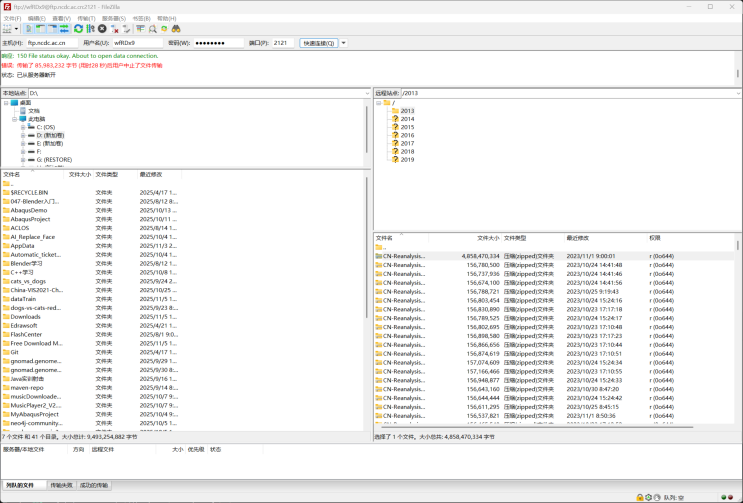 ftp://wfRDx9@ftp.ncdc.ac.cn:2121 - FileZilla
文件(F) 编辑(E) 查看(V) 传输(T) 服务器(S) 书签(B) 帮助(H)
主机(H): ftp.ncdc.ac.cn 用户名(U): wfRDx9 密码(W): ●●●●●●●● 端口(P): 2121 快速连接(Q)
响应: 150 File status okay. About to open data connection.
错误: 传输了 85,983,232 字节 (用时28 秒)后用户中止了文件传输
状态: 已从服务器断开
本地站点: D:\
桌面
文档
此电脑
C: (OS)
D: (新加卷)
E: (新加卷)
F:
G: (RESTORE)
远程站点: /2013
/
2013
2014
2015
2016
2017
2018
2019
文件名 文件大小 文件类型 最近修改
..
$RECYCLE.BIN 文件夹 2025/4/17 1...
047-Blender入门... 文件夹 2025/8/12 8:...
AbaqusDemo 文件夹 2025/10/13 ...
AbaqusProject 文件夹 2025/10/11 ...
ACLOS 文件夹 2025/8/14 1...
AI_Replace_Face 文件夹 2025/10/4 1...
AppData 文件夹 2025/11/3 2...
Automatic_ticket... 文件夹 2025/10/4 1...
Blender学习 文件夹 2025/8/12 1...
C++学习 文件夹 2025/10/8 1...
cats_vs_dogs 文件夹 2025/9/24 2...
China-VIS2021-Ch... 文件夹 2025/10/25 ...
dataTrain 文件夹 2025/11/5 1...
dogs-vs-cats-red... 文件夹 2025/9/23 8...
Downloads 文件夹 2025/11/5 1...
Edrawsoft 文件夹 2025/4/21 1...
FlashCenter 文件夹 2025/8/1 9:0...
Free Download M... 文件夹 2025/11/5 1...
Git 文件夹 2025/4/17 1...
gnomad.genome... 文件夹 2025/9/29 1...
gnomad.genome... 文件夹 2025/9/30 8...
Java实训射击 文件夹 2025/9/16 1...
maven-repo 文件夹 2025/9/14 8...
musicDownloade... 文件夹 2025/10/7 9:...
MusicPlayer2_V2.... 文件夹 2025/10/7 9:...
MyAbaqusProject 文件夹 2025/10/4 9:...
neo4j-community... 文件夹 2025/10/5 1...
7 个文件 和 41 个目录。大小总计: 9,493,254,882 字节
文件名 文件大小 文件类型 最近修改 权限
..
CN-Reanalysis... 4,858,470,334 压缩(zipped)文件夹 2023/11/1 9:00:01 r (0o644)
CN-Reanalysis... 156,780,500 压缩(zipped)文件夹 2023/10/24 14:41:48 r (0o644)
CN-Reanalysis... 156,737,936 压缩(zipped)文件夹 2023/10/24 14:41:46 r (0o644)
CN-Reanalysis... 156,674,100 压缩(zipped)文件夹 2023/10/24 14:41:56 r (0o644)
CN-Reanalysis... 156,788,721 压缩(zipped)文件夹 2023/10/25 9:19:43 r (0o644)
CN-Reanalysis... 156,803,454 压缩(zipped)文件夹 2023/10/24 15:24:16 r (0o644)
CN-Reanalysis... 156,830,890 压缩(zipped)文件夹 2023/10/23 17:17:18 r (0o644)
CN-Reanalysis... 156,789,525 压缩(zipped)文件夹 2023/10/24 15:24:17 r (0o644)
CN-Reanalysis... 156,802,695 压缩(zipped)文件夹 2023/10/23 17:10:48 r (0o644)
CN-Reanalysis... 156,898,580 压缩(zipped)文件夹 2023/10/23 17:17:23 r (0o644)
CN-Reanalysis... 156,866,656 压缩(zipped)文件夹 2023/10/23 17:10:44 r (0o644)
CN-Reanalysis... 156,874,619 压缩(zipped)文件夹 2023/10/23 17:10:51 r (0o644)
CN-Reanalysis... 157,074,609 压缩(zipped)文件夹 2023/10/24 15:24:34 r (0o644)
CN-Reanalysis... 157,166,466 压缩(zipped)文件夹 2023/10/23 17:10:55 r (0o644)
CN-Reanalysis... 156,948,877 压缩(zipped)文件夹 2023/10/24 15:24:33 r (0o644)
CN-Reanalysis... 156,643,160 压缩(zipped)文件夹 2023/10/30 8:47:20 r (0o644)
CN-Reanalysis... 156,644,444 压缩(zipped)文件夹 2023/10/24 15:24:42 r (0o644)
CN-Reanalysis... 156,611,295 压缩(zipped)文件夹 2023/10/25 8:45:15 r (0o644)
CN-Reanalysis... 156,537,821 压缩(zipped)文件夹 2023/11/1 8:50:36 r (0o644)
选择了 1 个文件。大小总共: 4,858,470,334 字节
服务器/本地文件 方向 远程文件 大小 优先级 状态
列队的文件 传输失败 成功的传输
队列: 空